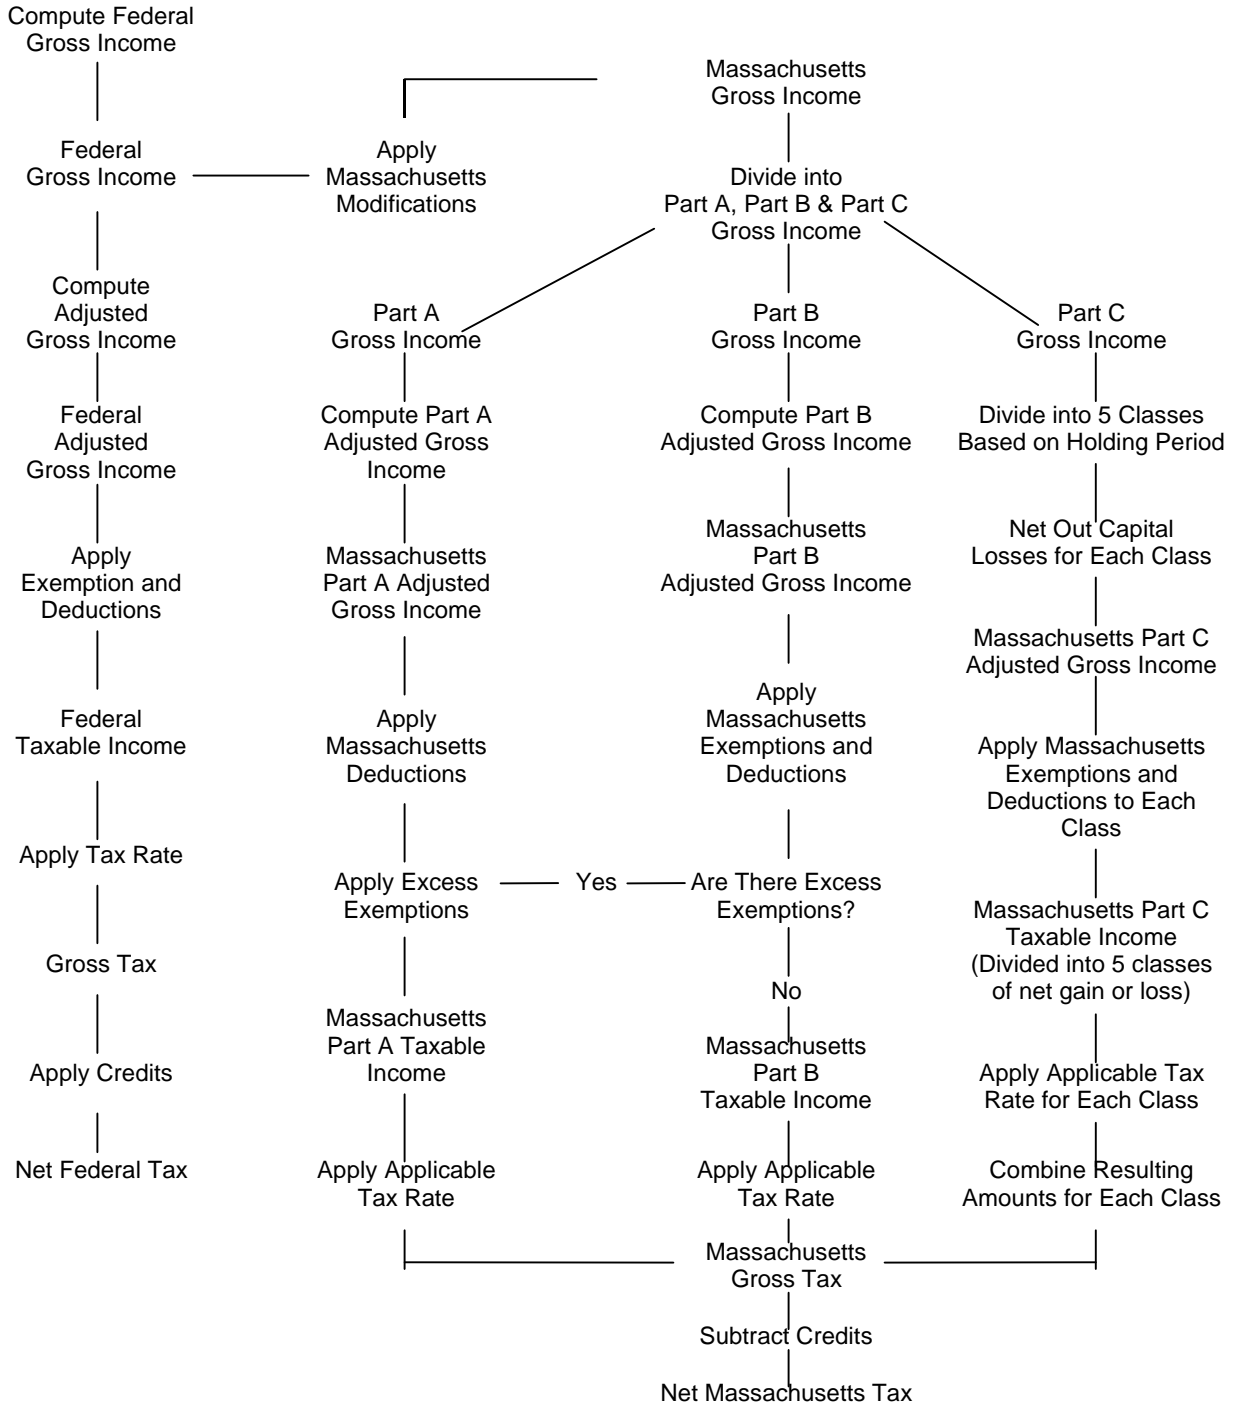 Compute Federal
Gross Income
Federal
Gross Income
Compute
Adjusted
Gross Income
Federal
Adjusted
Gross Income
Apply
Exemption and
Deductions
Federal
Taxable Income
Apply Tax Rate
Gross Tax
Apply Credits
Net Federal Tax
Apply
Massachusetts
Modifications
Massachusetts
Gross Income
Divide into
Part A, Part B & Part C
Gross Income
Part A
Gross Income
Compute Part A
Adjusted Gross
Income
Massachusetts
Part A Adjusted
Gross Income
Apply
Massachusetts
Deductions
Apply Excess
Exemptions
Yes
Massachusetts
Part A Taxable
Income
Apply Applicable
Tax Rate
Part B
Gross Income
Compute Part B
Adjusted Gross Income
Massachusetts
Part B
Adjusted Gross Income
Apply
Massachusetts
Exemptions and
Deductions
Are There Excess
Exemptions?
No
Massachusetts
Part B
Taxable Income
Apply Applicable
Tax Rate
Part C
Gross Income
Divide into 5 Classes
Based on Holding Period
Net Out Capital
Losses for Each Class
Massachusetts Part C
Adjusted Gross Income
Apply Massachusetts
Exemptions and
Deductions to Each
Class
Massachusetts Part C
Taxable Income
(Divided into 5 classes
of net gain or loss)
Apply Applicable Tax
Rate for Each Class
Combine Resulting
Amounts for Each Class
Massachusetts
Gross Tax
Subtract Credits
Net Massachusetts Tax